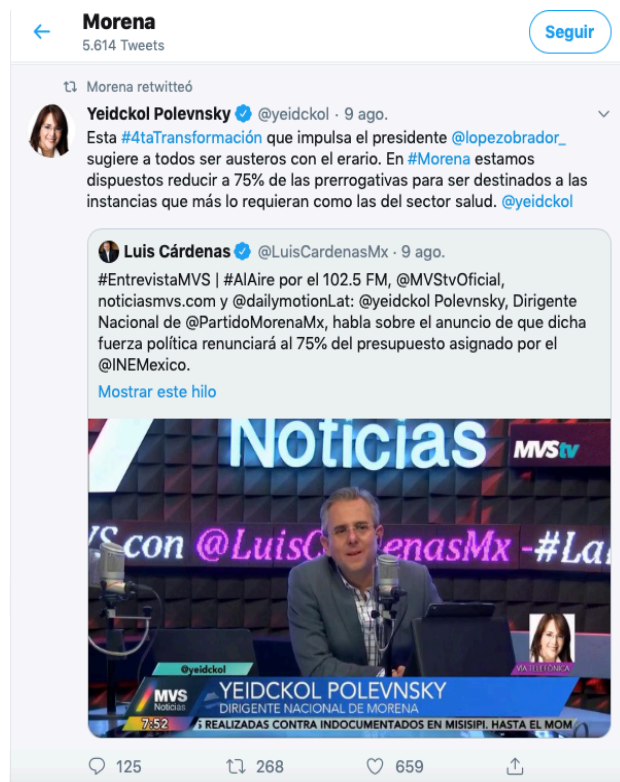 Morena
5.614 Tweets
Seguir
Morena retwitteó
Yeidckol Polevnsky @yeidckol · 9 ago.
Esta #4taTransformación que impulsa el presidente @lopezobrador_
sugiere a todos ser austeros con el erario. En #Morena estamos
dispuestos reducir a 75% de las prerrogativas para ser destinados a las
instancias que más lo requieran como las del sector salud. @yeidckol
Luis Cárdenas @LuisCardenasMx · 9 ago.
#EntrevistaMVS | #AlAire por el 102.5 FM, @MVStvOficial,
noticiasmvs.com y @dailymotionLat: @yeidckol Polevnsky, Dirigente
Nacional de @PartidoMorenaMx, habla sobre el anuncio de que dicha
fuerza política renunciará al 75% del presupuesto asignado por el
@INEMexico.
Mostrar este hilo
Noticias
MVStv
VS con @LuisC denasMx -#La
@yeidckol
VÍA TELEFÓNICA
MVS
Noticias
YEIDCKOL POLEVNSKY
DIRIGENTE NACIONAL DE MORENA
7:52
REALIZADAS CONTRA INDOCUMENTADOS EN MISISIPI. HASTA EL MOM
125 268 659